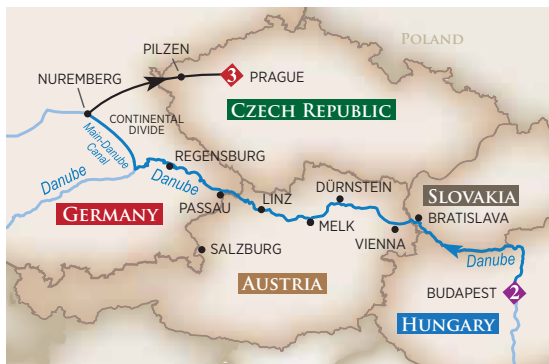 POLAND
PILZEN
3
PRAGUE
NUREMBERG
CONTINENTAL
DIVIDE
CZECH REPUBLIC
Main-Danube
Canal
REGENSBURG
Danube
Danube
DÜRNSTEIN
SLOVAKIA
GERMANY
PASSAU
LINZ
BRATISLAVA
MELK
VIENNA
SALZBURG
Danube
AUSTRIA
BUDAPEST
2
HUNGARY